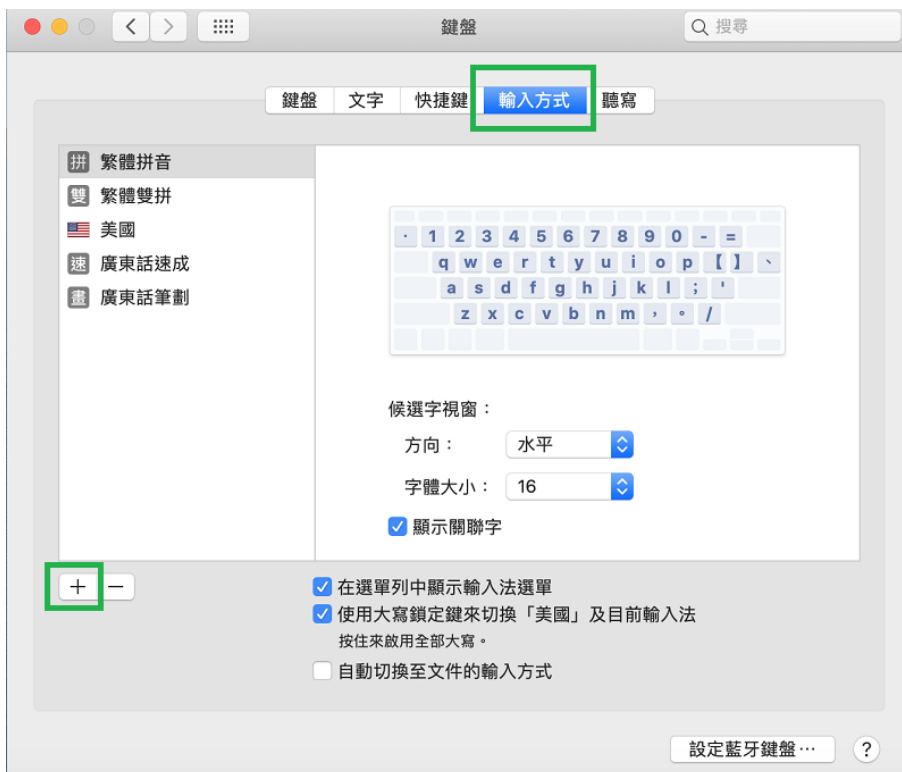 鍵盤
搜尋
鍵盤 文字 快捷鍵 輸入方式 聽寫
拼 繁體拼音
雙 繁體雙拼
美國
速 廣東話速成
畫 廣東話筆劃
· 1 2 3 4 5 6 7 8 9 0 - =
q w e r t y u i o p 【 】 、
a s d f g h j k l ; '
z x c v b n m , 。 /
候選字視窗：
方向： 水平
字體大小： 16
顯示關聯字
+ −
在選單列中顯示輸入法選單
使用大寫鎖定鍵來切換「美國」及目前輸入法
按住來啟用全部大寫。
自動切換至文件的輸入方式
設定藍牙鍵盤⋯ ?